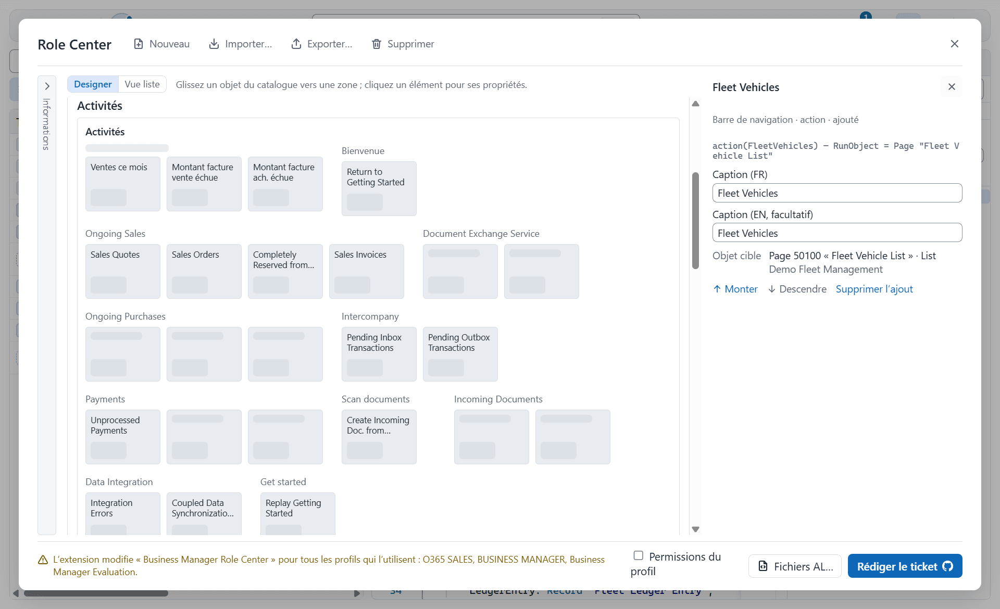 1
Role Center
Nouveau
Importer...
Exporter...
Supprimer
Informations
Designer
Vue liste
Glissez un objet du catalogue vers une zone ; cliquez un élément pour ses propriétés.
Activités
Activités
Bienvenue
Ventes ce mois
Montant facture
vente échue
Montant facture
ach. échue
Return to
Getting Started
Ongoing Sales
Document Exchange Service
Sales Quotes
Sales Orders
Completely
Reserved from...
Sales Invoices
Ongoing Purchases
Intercompany
Pending Inbox
Transactions
Pending Outbox
Transactions
Payments
Scan documents
Incoming Documents
Unprocessed
Payments
Create Incoming
Doc. from...
Data Integration
Get started
Integration
Errors
Coupled Data
Synchronizatio...
Replay Getting
Started
Fleet Vehicles
Barre de navigation · action · ajouté
action(FleetVehicles) — RunObject = Page "Fleet V
ehicle List"
Caption (FR)
Fleet Vehicles
Caption (EN, facultatif)
Fleet Vehicles
Objet cible
Page 50100 « Fleet Vehicle List » · List
Demo Fleet Management
Monter
Descendre
Supprimer l’ajout
L’extension modifie « Business Manager Role Center » pour tous les profils qui l’utilisent : O365 SALES, BUSINESS MANAGER, Business
Manager Evaluation.
Permissions du
profil
Fichiers AL...
Rédiger le ticket
34
LedgerEntry: Record "Fleet Ledger Entry";